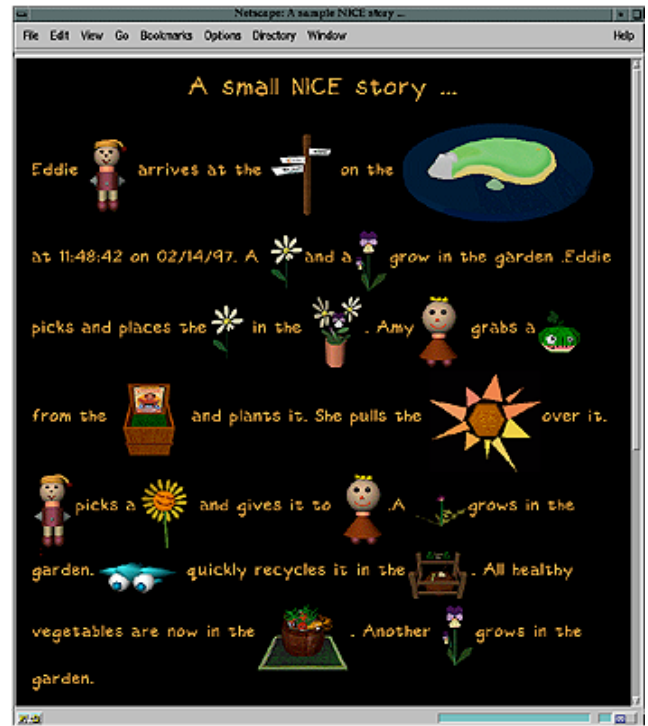 Netscape: A sample NICE story ...
File Edit View Go Bookmarks Options Directory Window Help
A small NICE story ...
Eddie arrives at the on the
at 11:48:42 on 02/14/97. A and a grow in the garden .Eddie
picks and places the in the . Amy grabs a
from the and plants it. She pulls the over it.
picks a and gives it to .A grows in the
garden. quickly recycles it in the . All healthy
vegetables are now in the . Another grows in the
garden.